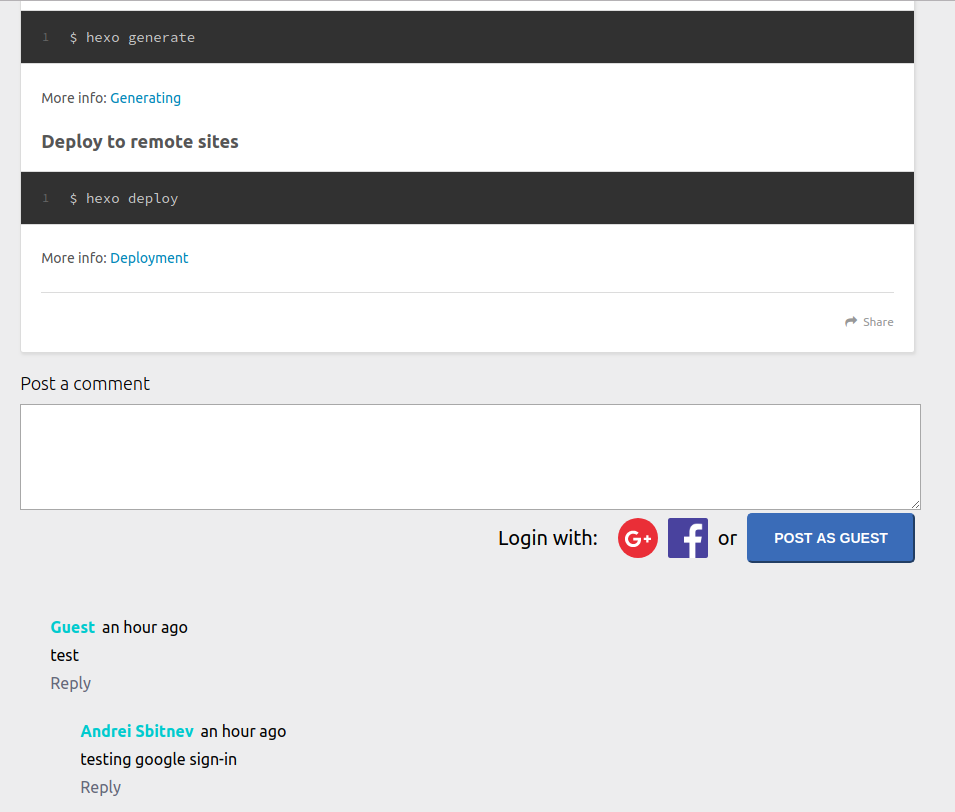 1 $ hexo generate
More info: Generating
Deploy to remote sites
1 $ hexo deploy
More info: Deployment
Share
Post a comment
Login with: G+ f or POST AS GUEST
Guest an hour ago
test
Reply
Andrei Sbitnev an hour ago
testing google sign-in
Reply